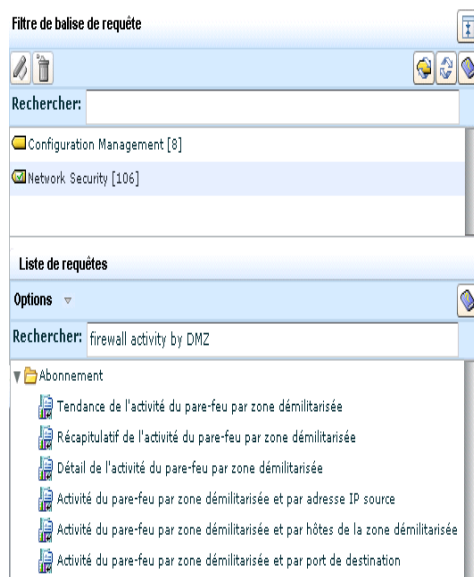 Filtre de balise de requête
Rechercher:
Configuration Management [8]
Network Security [106]
Liste de requêtes
Options
Rechercher: firewall activity by DMZ
Abonnement
Tendance de l'activité du pare-feu par zone démilitarisée
Récapitulatif de l'activité du pare-feu par zone démilitarisée
Détail de l'activité du pare-feu par zone démilitarisée
Activité du pare-feu par zone démilitarisée et par adresse IP source
Activité du pare-feu par zone démilitarisée et par hôtes de la zone démilitarisée
Activité du pare-feu par zone démilitarisée et par port de destination